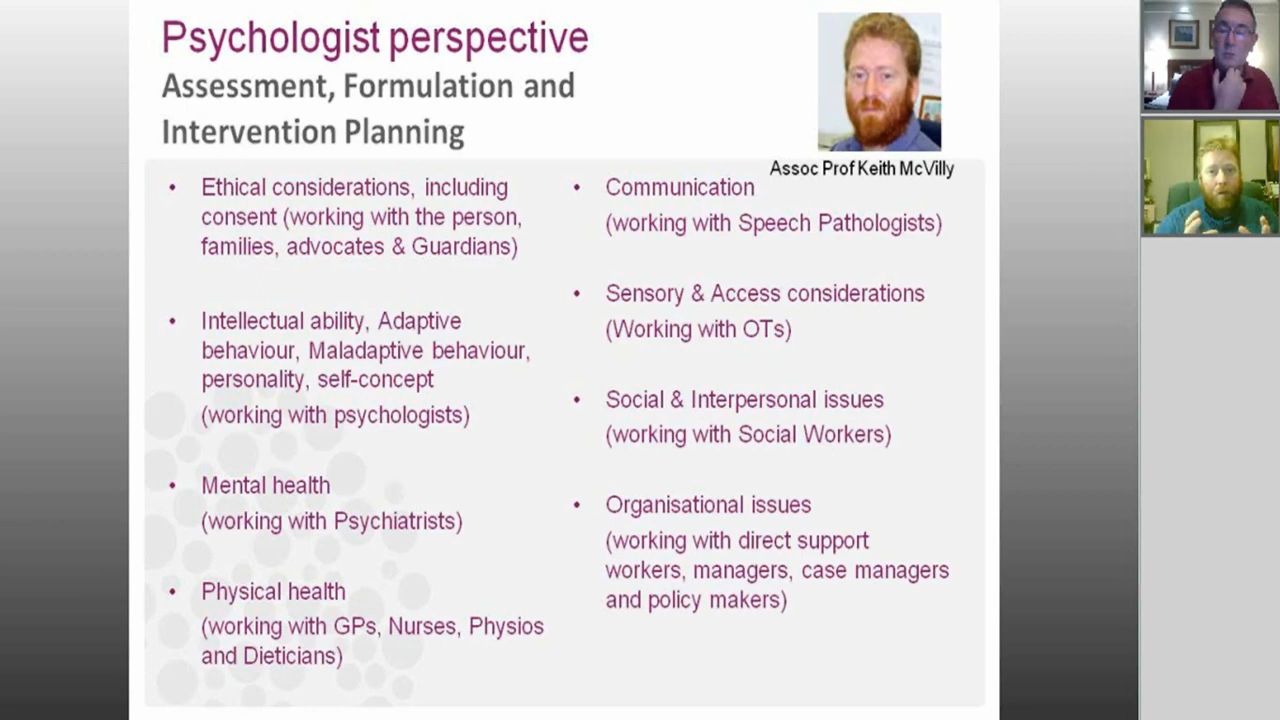 Psychologist perspective
Assessment, Formulation and
Intervention Planning
Assoc Prof Keith McVilly
• Ethical considerations, including
consent (working with the person,
families, advocates & Guardians)
• Intellectual ability, Adaptive
behaviour, Maladaptive behaviour,
personality, self-concept
(working with psychologists)
• Mental health
(working with Psychiatrists)
• Physical health
(working with GPs, Nurses, Physios
and Dieticians)
• Communication
(working with Speech Pathologists)
• Sensory & Access considerations
(Working with OTs)
• Social & Interpersonal issues
(working with Social Workers)
• Organisational issues
(working with direct support
workers, managers, case managers
and policy makers)